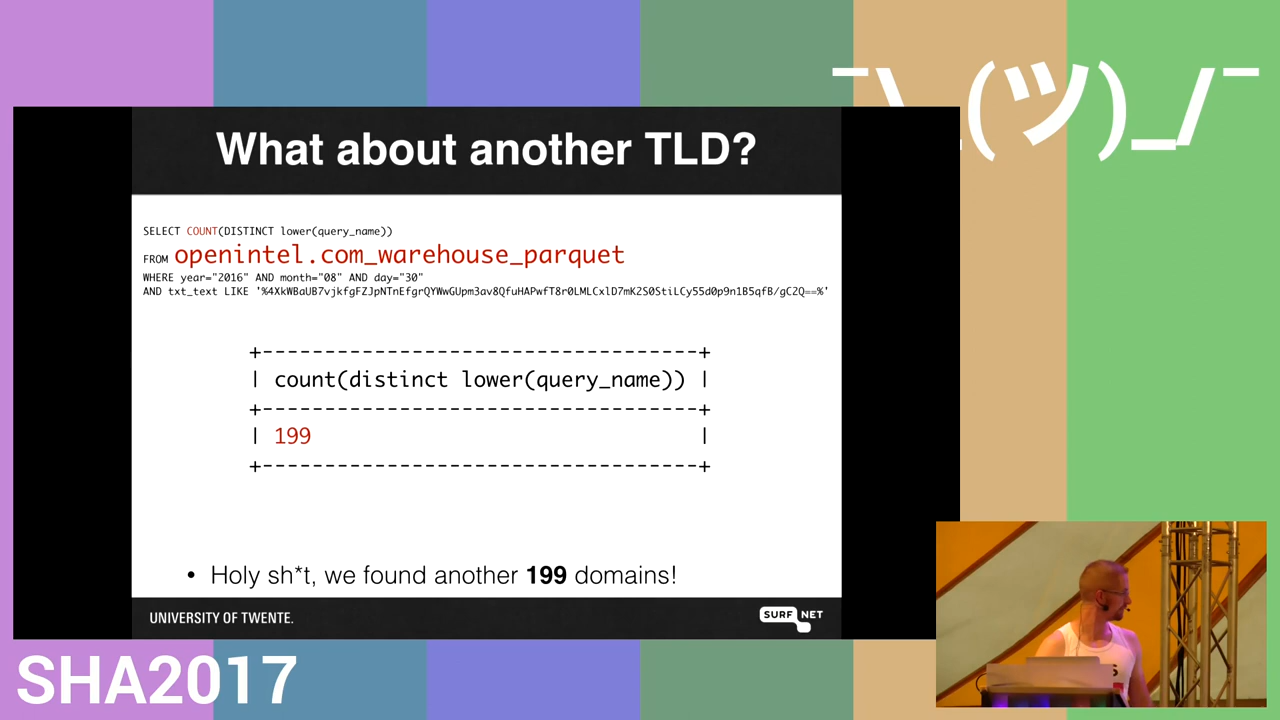 ¯\_(ツ)_/¯
What about another TLD?
SELECT COUNT(DISTINCT lower(query_name))
FROM openintel.com_warehouse_parquet
WHERE year="2016" AND month="08" AND day="30"
AND txt_text LIKE '%4XkWBaUB7vjkfgFZJpNTnEfgrQYWwGUpm3av8QfuHAPwfT8r0LMLCxlD7mK2S0StiLCy55d0p9n1B5qfB/gC2Q==%'
+-----------------------------------+
| count(distinct lower(query_name)) |
+-----------------------------------+
| 199 |
+-----------------------------------+
• Holy sh*t, we found another 199 domains!
UNIVERSITY OF TWENTE.
SURF NET
SHA2017